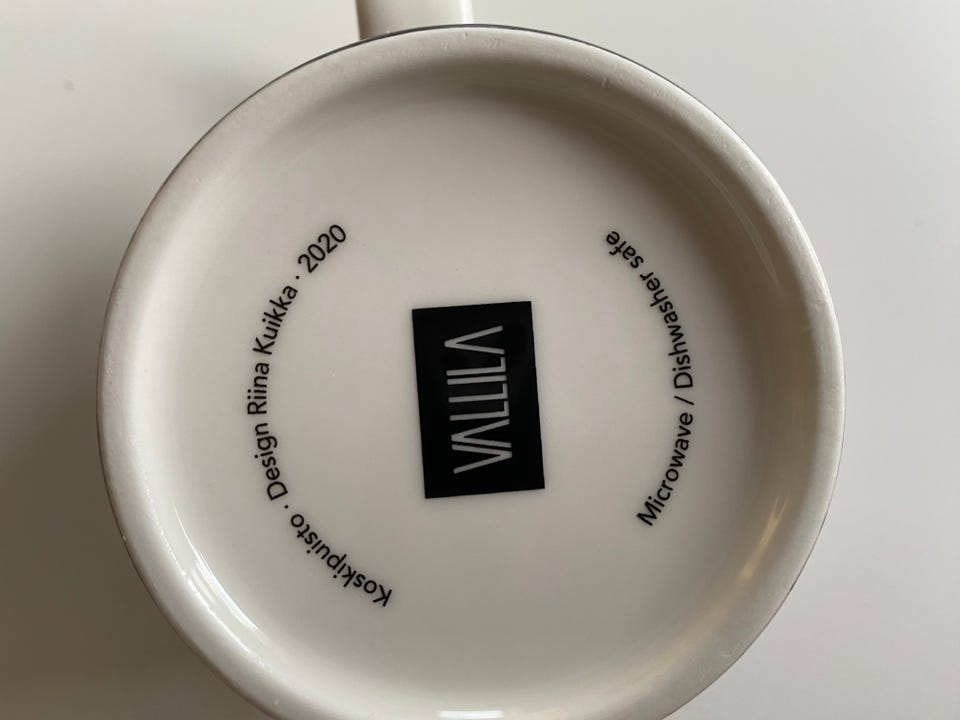 Koskipuisto · Design Riina Kuikka · 2020
VALLILA
Microwave / Dishwasher safe